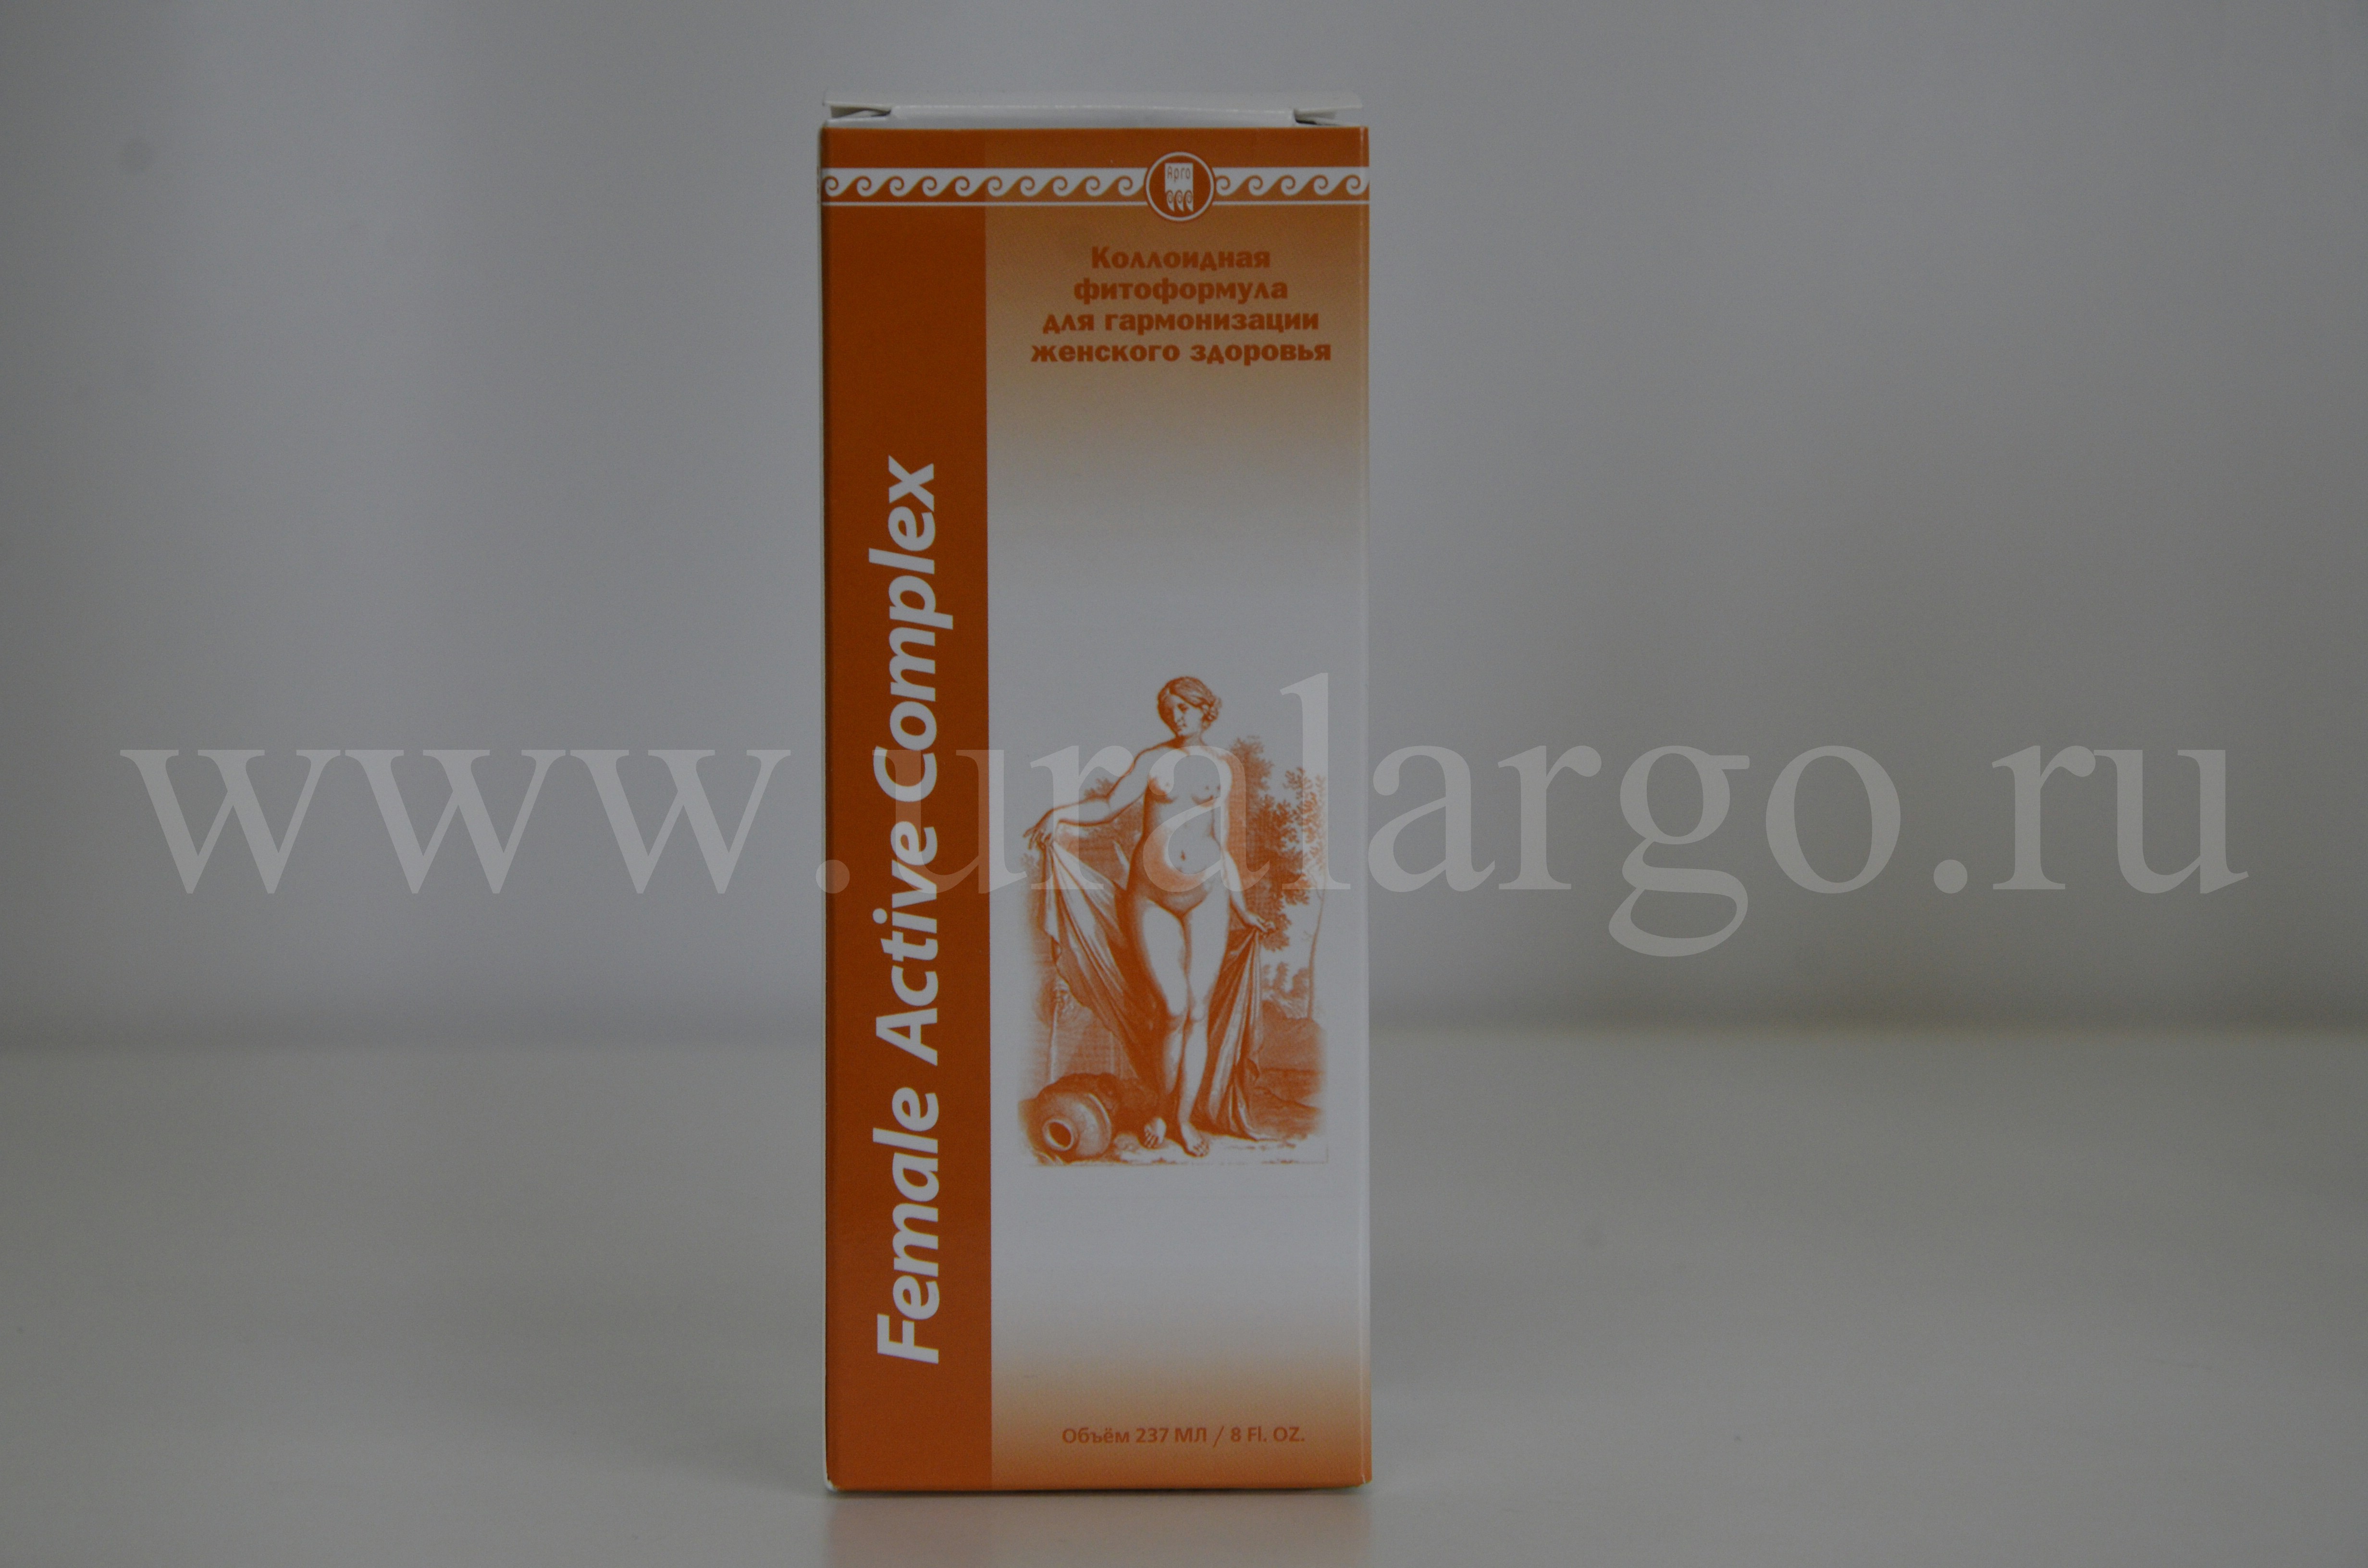 Арго
Коллоидная
фитоформула
для гармонизации
женского здоровья
Female Active Complex
www.uralargo.ru
Объём 237 МЛ / 8 Fl. OZ.